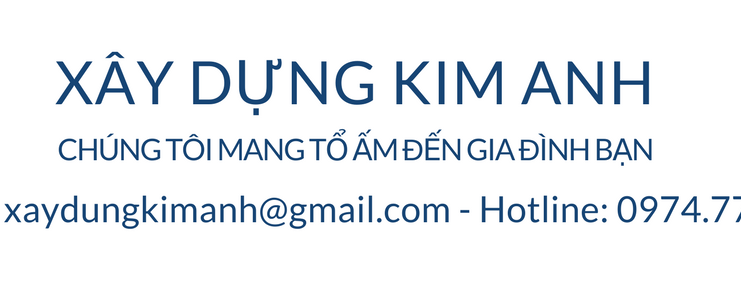 XÂY DỰNG KIM ANH
CHÚNG TÔI MANG TỔ ẤM ĐẾN GIA ĐÌNH BẠN
xaydungkimanh@gmail.com - Hotline: 0974.77